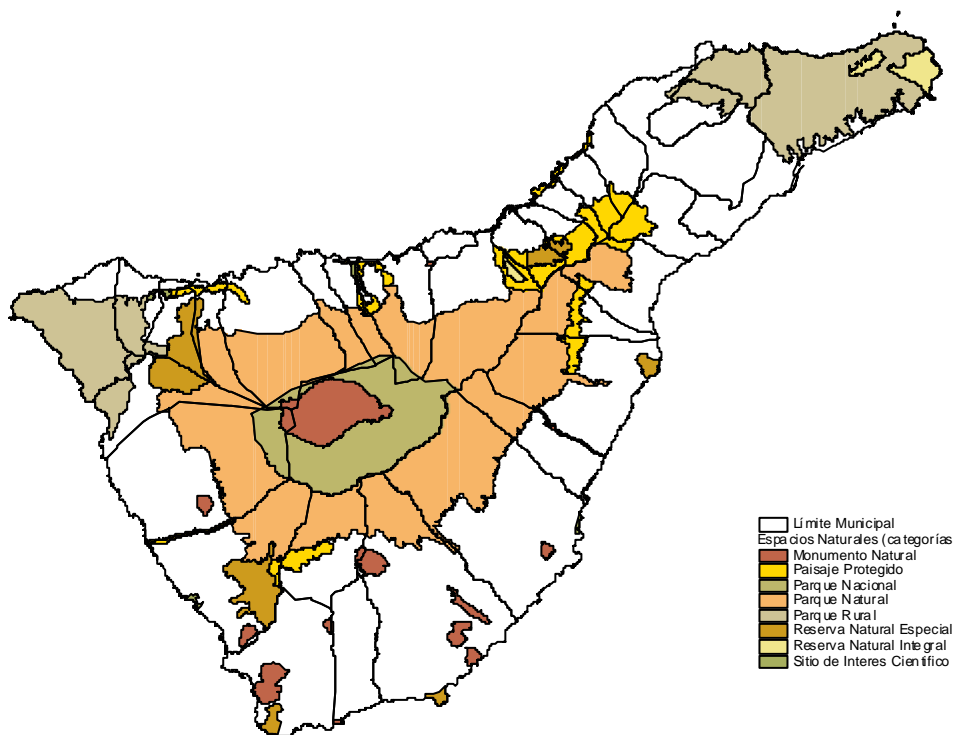 Límite Municipal
Espacios Naturales (categorías
Monumento Natural
Paisaje Protegido
Parque Nacional
Parque Natural
Parque Rural
Reserva Natural Especial
Reserva Natural Integral
Sitio de Interes Científico